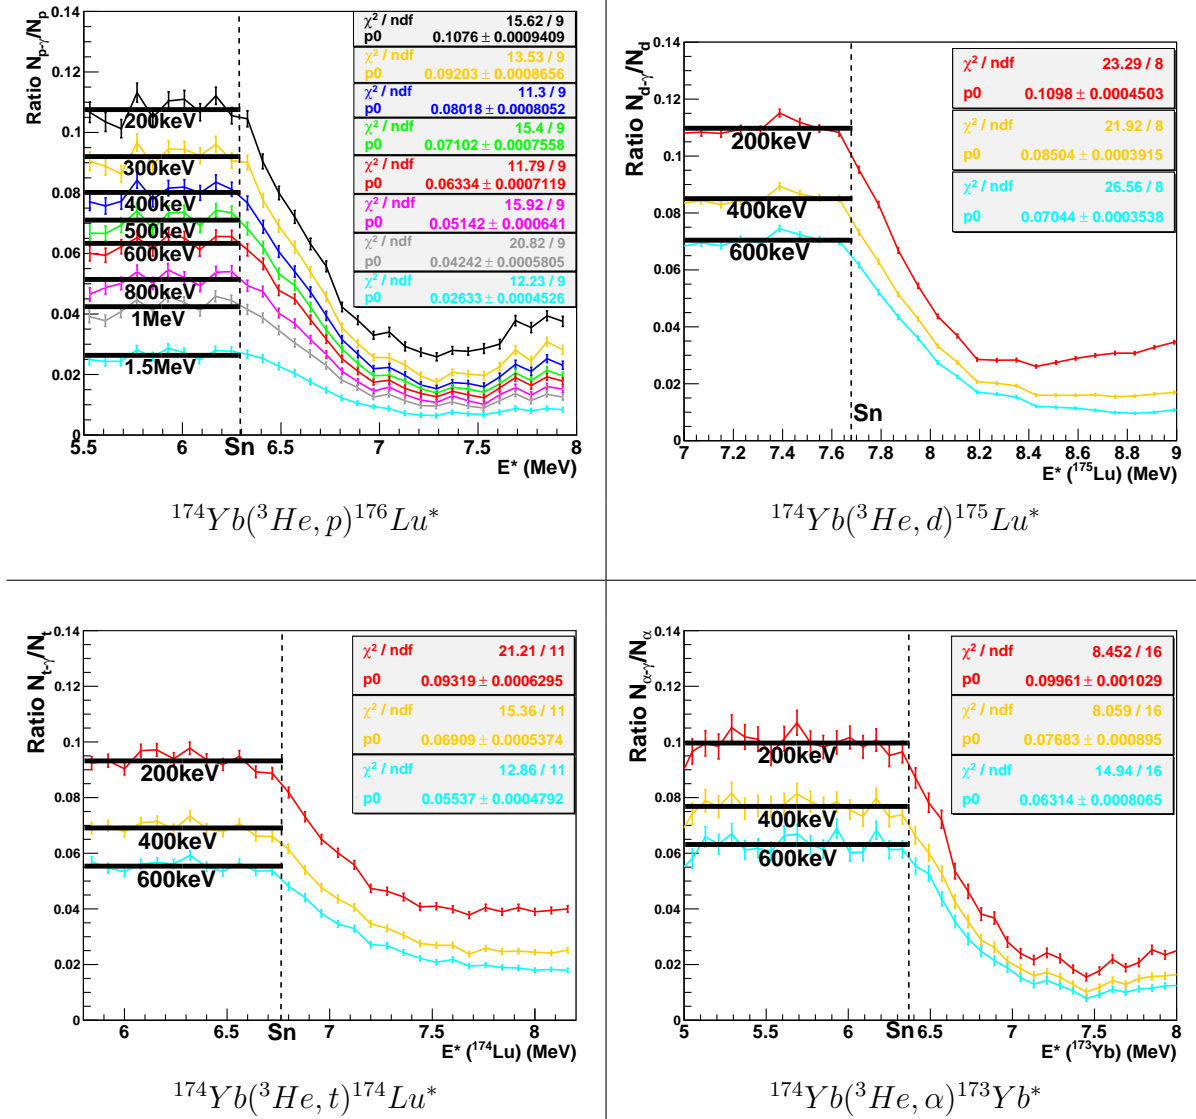 Ratio N_{p-γ}/N_p
0.14
0.12
0.1
0.08
0.06
0.04
0.02
0
200keV
300keV
400keV
500keV
600keV
800keV
1MeV
1.5MeV
χ² / ndf 15.62 / 9
p0 0.1076 ± 0.0009409
χ² / ndf 13.53 / 9
p0 0.09203 ± 0.0008656
χ² / ndf 11.3 / 9
p0 0.08018 ± 0.0008052
χ² / ndf 15.4 / 9
p0 0.07102 ± 0.0007558
χ² / ndf 11.79 / 9
p0 0.06334 ± 0.0007119
χ² / ndf 15.92 / 9
p0 0.05142 ± 0.000641
χ² / ndf 20.82 / 9
p0 0.04242 ± 0.0005805
χ² / ndf 12.23 / 9
p0 0.02633 ± 0.0004526
5.5 6 Sn 6.5 7 7.5 8
E* (MeV)
¹⁷⁴Yb(³He, p)¹⁷⁶Lu*
Ratio N_{d-γ}/N_d
0.14
0.12
0.1
0.08
0.06
0.04
0.02
0
200keV
400keV
600keV
χ² / ndf 23.29 / 8
p0 0.1098 ± 0.0004503
χ² / ndf 21.92 / 8
p0 0.08504 ± 0.0003915
χ² / ndf 26.56 / 8
p0 0.07044 ± 0.0003538
Sn
7 7.2 7.4 7.6 7.8 8 8.2 8.4 8.6 8.8 9
E* (¹⁷⁵Lu) (MeV)
¹⁷⁴Yb(³He, d)¹⁷⁵Lu*
Ratio N_{t-γ}/N_t
0.14
0.12
0.1
0.08
0.06
0.04
0.02
0
200keV
400keV
600keV
χ² / ndf 21.21 / 11
p0 0.09319 ± 0.0006295
χ² / ndf 15.36 / 11
p0 0.06909 ± 0.0005374
χ² / ndf 12.86 / 11
p0 0.05537 ± 0.0004792
6 6.5 Sn 7 7.5 8
E* (¹⁷⁴Lu) (MeV)
¹⁷⁴Yb(³He, t)¹⁷⁴Lu*
Ratio N_{α-γ}/N_α
0.14
0.12
0.1
0.08
0.06
0.04
0.02
0
200keV
400keV
600keV
χ² / ndf 8.452 / 16
p0 0.09961 ± 0.001029
χ² / ndf 8.059 / 16
p0 0.07683 ± 0.000895
χ² / ndf 14.94 / 16
p0 0.06314 ± 0.0008065
5 5.5 6 Sn 6.5 7 7.5 8
E* (¹⁷³Yb) (MeV)
¹⁷⁴Yb(³He, α)¹⁷³Yb*